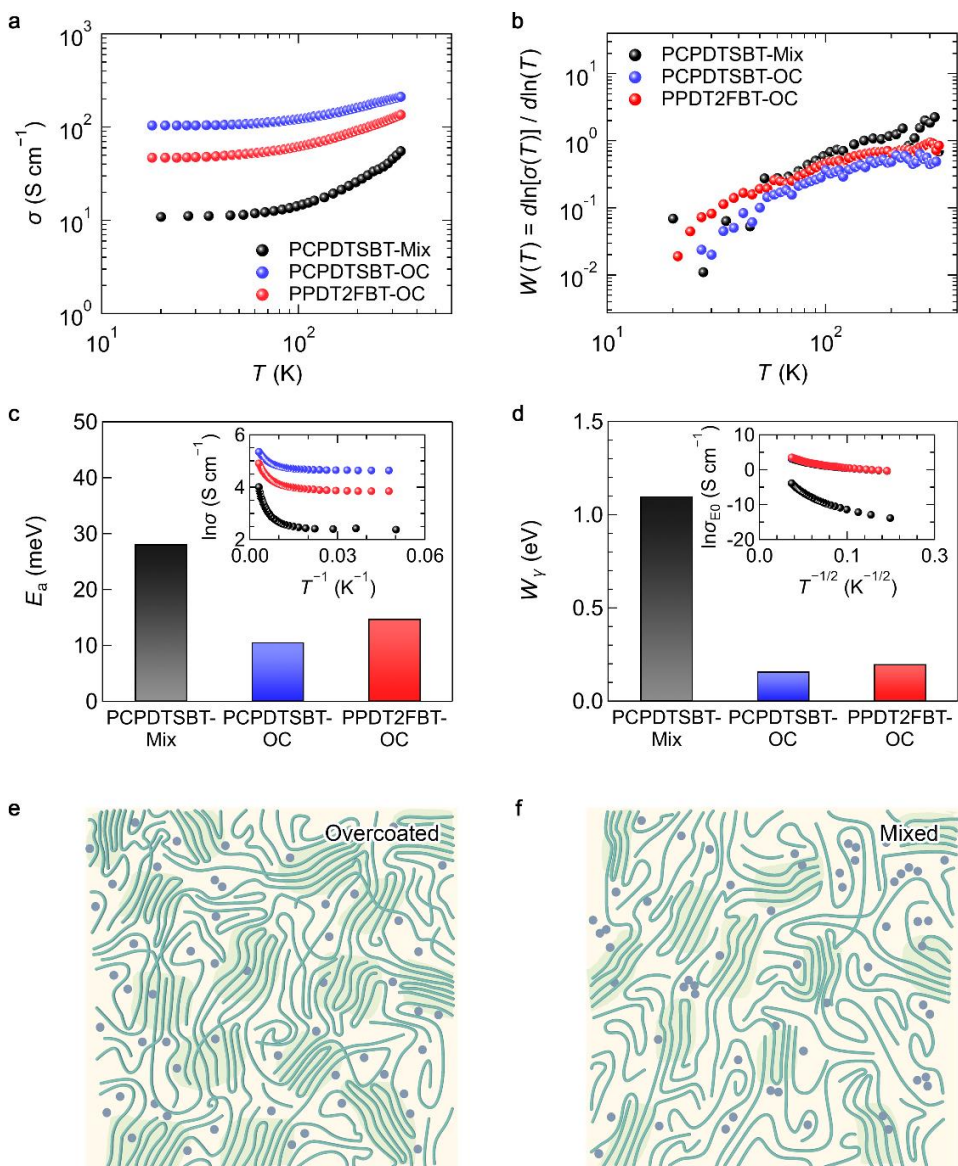 a
10³
10²
10¹
10⁰
σ (S cm⁻¹)
PCPDTSBT-Mix
PCPDTSBT-OC
PPDT2FBT-OC
10¹
10²
T (K)
b
10¹
10⁰
10⁻¹
10⁻²
W(T) = dln[σ(T)] / dln(T)
PCPDTSBT-Mix
PCPDTSBT-OC
PPDT2FBT-OC
10¹
10²
T (K)
c
50
40
30
20
10
0
Eₐ (meV)
6
4
2
lnσ (S cm⁻¹)
0.00
0.03
0.06
T⁻¹ (K⁻¹)
PCPDTSBT-
Mix
PCPDTSBT-
OC
PPDT2FBT-
OC
d
1.5
1.0
0.5
0.0
Wᵧ (eV)
10
0
-10
-20
lnσE0 (S cm⁻¹)
0.0
0.1
0.3
T⁻¹/² (K⁻¹/²)
PCPDTSBT-
Mix
PCPDTSBT-
OC
PPDT2FBT-
OC
e
Overcoated
f
Mixed